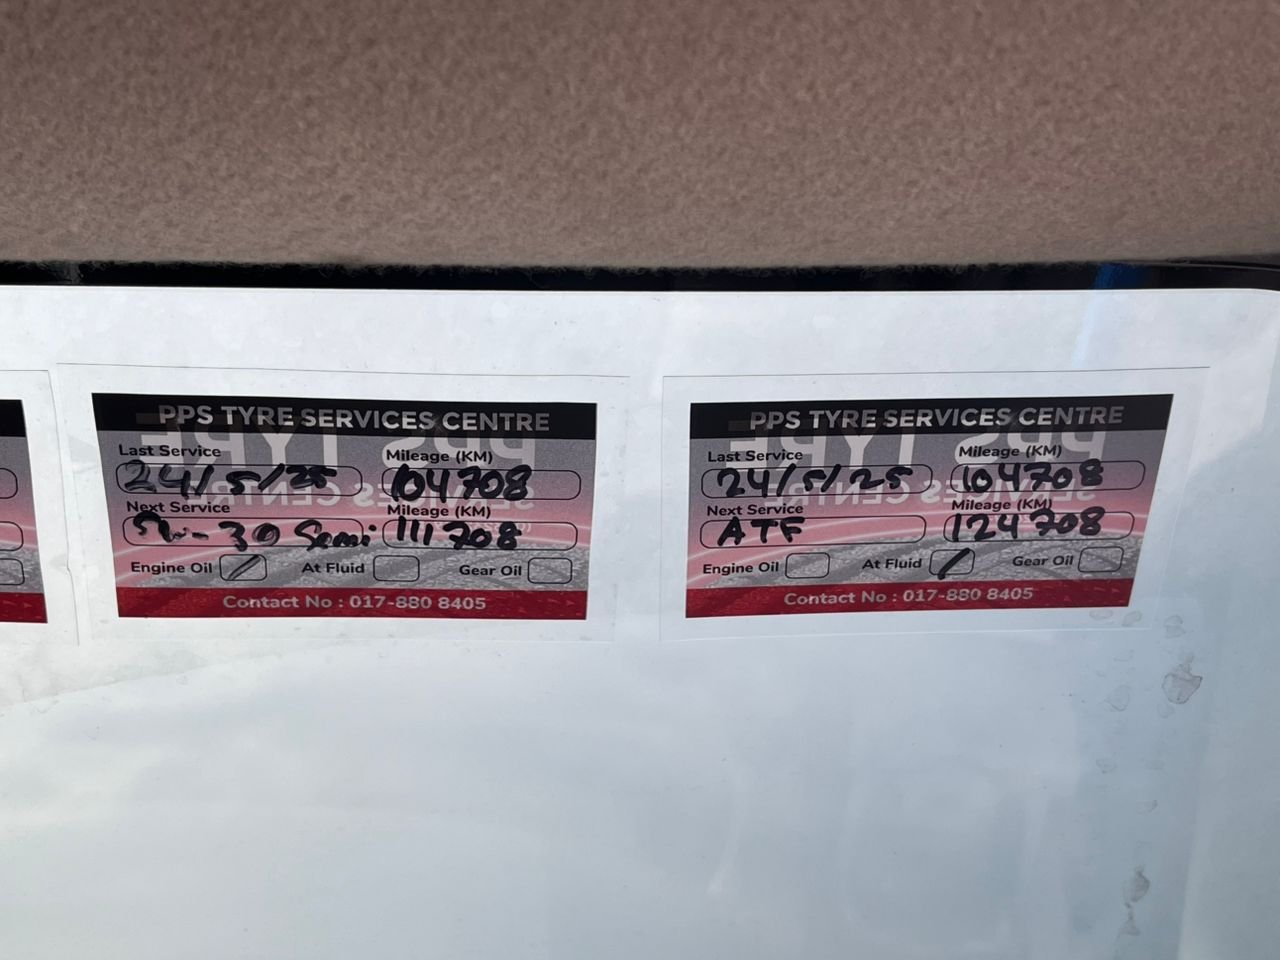 PPS TYRE SERVICES CENTRE
Last Service Mileage (KM)
24/5/25 104708
Next Service Mileage (KM)
5w-30 Semi 111708
Engine Oil / At Fluid Gear Oil
Contact No : 017-880 8405
PPS TYRE SERVICES CENTRE
Last Service Mileage (KM)
24/5/25 104708
Next Service Mileage (KM)
ATF 124708
Engine Oil At Fluid / Gear Oil
Contact No : 017-880 8405